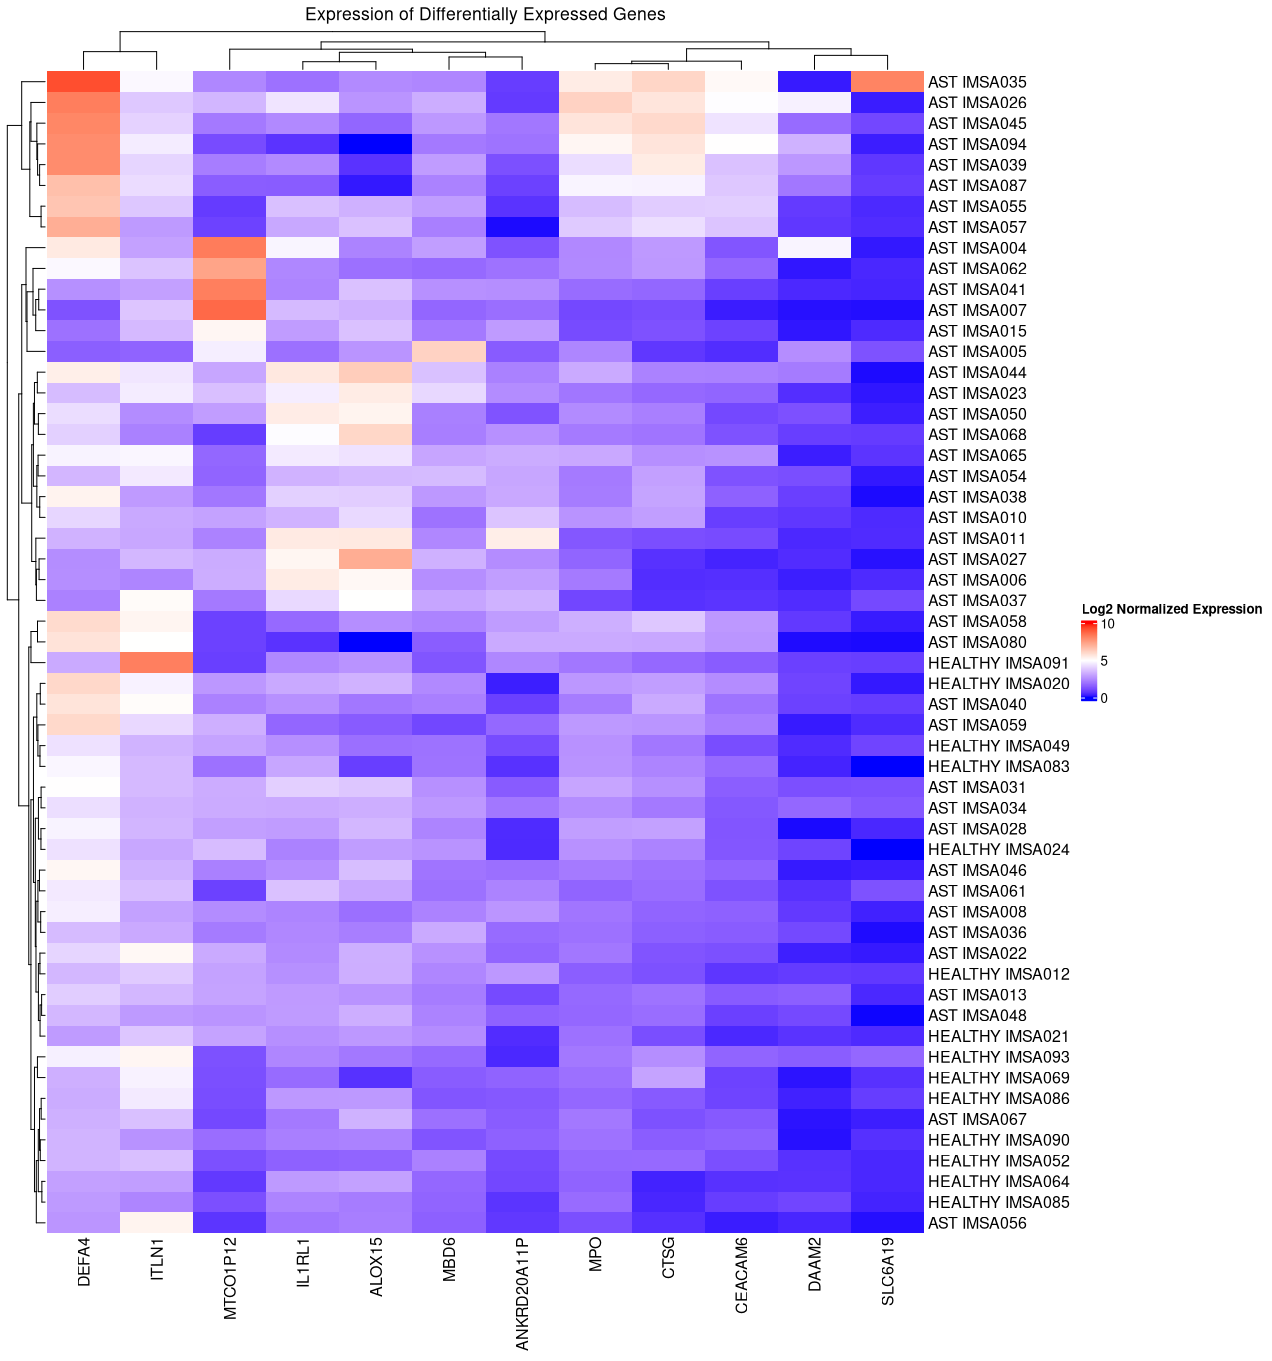 Expression of Differentially Expressed Genes
AST IMSA035
AST IMSA026
AST IMSA045
AST IMSA094
AST IMSA039
AST IMSA087
AST IMSA055
AST IMSA057
AST IMSA004
AST IMSA062
AST IMSA041
AST IMSA007
AST IMSA015
AST IMSA005
AST IMSA044
AST IMSA023
AST IMSA050
AST IMSA068
AST IMSA065
AST IMSA054
AST IMSA038
AST IMSA010
AST IMSA011
AST IMSA027
AST IMSA006
AST IMSA037
AST IMSA058
AST IMSA080
HEALTHY IMSA091
HEALTHY IMSA020
AST IMSA040
AST IMSA059
HEALTHY IMSA049
HEALTHY IMSA083
AST IMSA031
AST IMSA034
AST IMSA028
HEALTHY IMSA024
AST IMSA046
AST IMSA061
AST IMSA008
AST IMSA036
AST IMSA022
HEALTHY IMSA012
AST IMSA013
AST IMSA048
HEALTHY IMSA021
HEALTHY IMSA093
HEALTHY IMSA069
HEALTHY IMSA086
AST IMSA067
HEALTHY IMSA090
HEALTHY IMSA052
HEALTHY IMSA064
HEALTHY IMSA085
AST IMSA056
DEFA4
ITLN1
MTCO1P12
IL1RL1
ALOX15
MBD6
ANKRD20A11P
MPO
CTSG
CEACAM6
DAAM2
SLC6A19
Log2 Normalized Expression
10
5
0